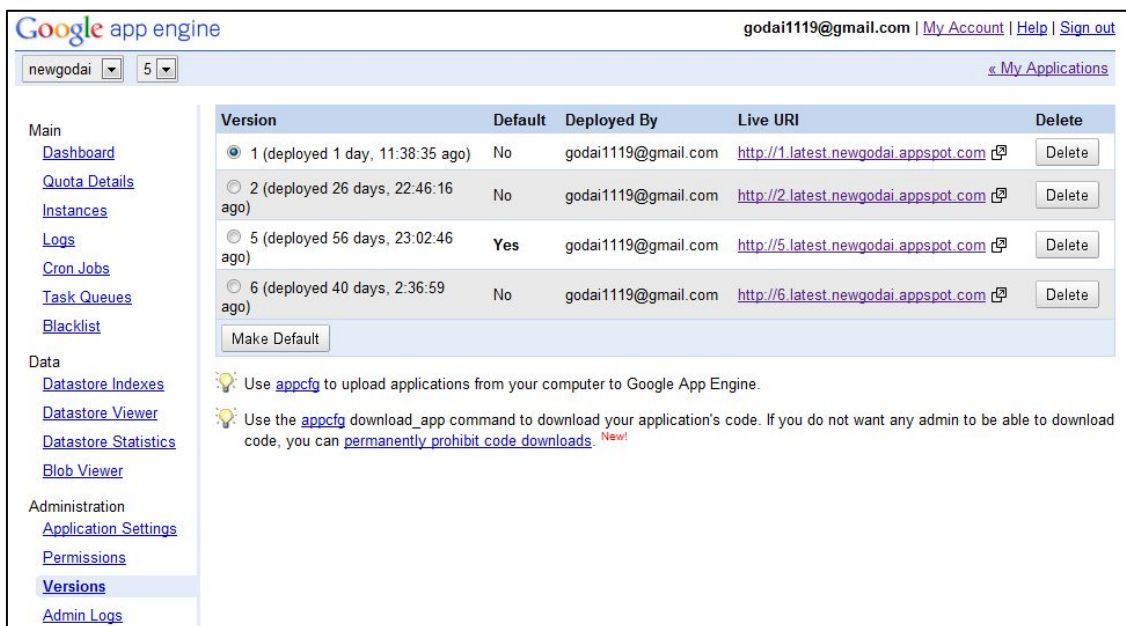 Google app engine
godai1119@gmail.com | My Account | Help | Sign out
newgodai 5
« My Applications
Main
Dashboard
Quota Details
Instances
Logs
Cron Jobs
Task Queues
Blacklist
Data
Datastore Indexes
Datastore Viewer
Datastore Statistics
Blob Viewer
Administration
Application Settings
Permissions
Versions
Admin Logs
Version Default Deployed By Live URI Delete
1 (deployed 1 day, 11:38:35 ago) No godai1119@gmail.com http://1.latest.newgodai.appspot.com Delete
2 (deployed 26 days, 22:46:16
ago) No godai1119@gmail.com http://2.latest.newgodai.appspot.com Delete
5 (deployed 56 days, 23:02:46
ago) Yes godai1119@gmail.com http://5.latest.newgodai.appspot.com Delete
6 (deployed 40 days, 2:36:59
ago) No godai1119@gmail.com http://6.latest.newgodai.appspot.com Delete
Make Default
Use appcfg to upload applications from your computer to Google App Engine.
Use the appcfg download_app command to download your application's code. If you do not want any admin to be able to download
code, you can permanently prohibit code downloads. New!